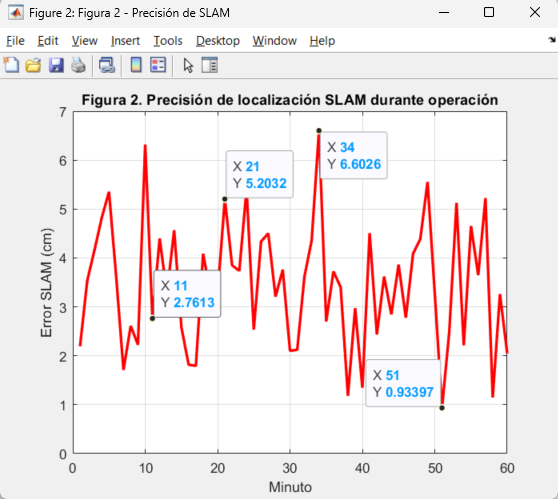 Figure 2: Figura 2 - Precisión de SLAM
File Edit View Insert Tools Desktop Window Help
Figura 2. Precisión de localización SLAM durante operación
Error SLAM (cm)
7
6
5
4
3
2
1
0
X 21
Y 5.2032
X 34
Y 6.6026
X 11
Y 2.7613
X 51
Y 0.93397
0 10 20 30 40 50 60
Minuto